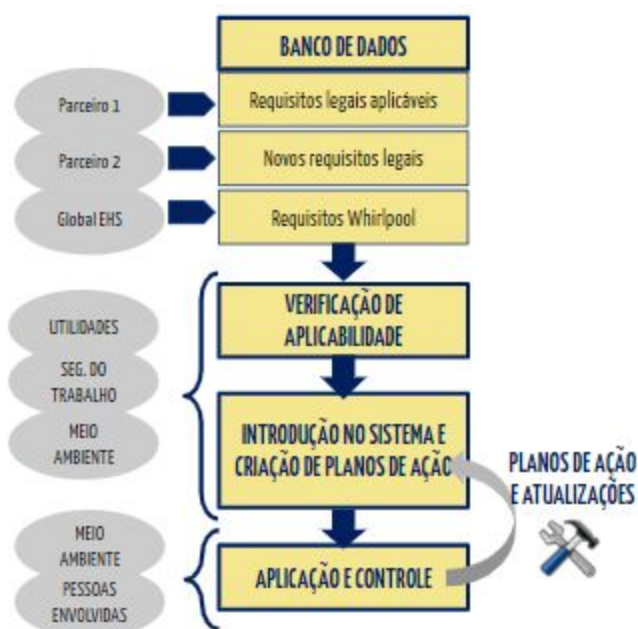 BANCO DE DADOS
Parceiro 1
Requisitos legais aplicáveis
Parceiro 2
Novos requisitos legais
Global EHS
Requisitos Whirlpool
UTILIDADES
SEG. DO
TRABALHO
MEIO
AMBIENTE
VERIFICAÇÃO DE
APLICABILIDADE
INTRODUÇÃO NO SISTEMA E
CRIAÇÃO DE PLANOS DE AÇÃO
PLANOS DE AÇÃO
E ATUALIZAÇÕES
MEIO
AMBIENTE
PESSOAS
ENVOLVIDAS
APLICAÇÃO E CONTROLE